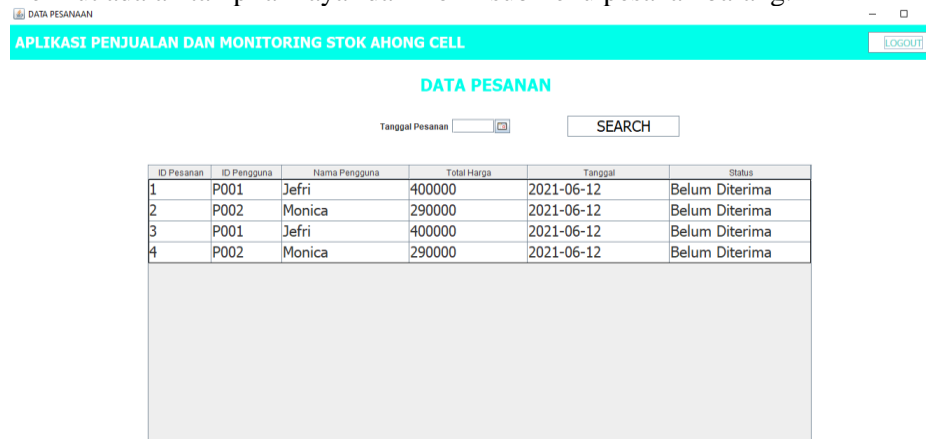 DATA PESANAAN
APLIKASI PENJUALAN DAN MONITORING STOK AHONG CELL
LOGOUT
DATA PESANAN
Tanggal Pesanan
SEARCH
ID Pesanan ID Pengguna Nama Pengguna Total Harga Tanggal Status
1 P001 Jefri 400000 2021-06-12 Belum Diterima
2 P002 Monica 290000 2021-06-12 Belum Diterima
3 P001 Jefri 400000 2021-06-12 Belum Diterima
4 P002 Monica 290000 2021-06-12 Belum Diterima